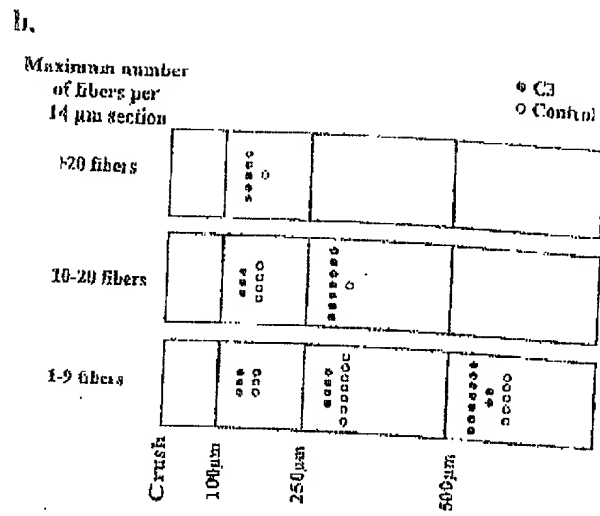 b.
Maximum number
of fibers per
14 µm section
C3
Control
>20 fibers
10-20 fibers
1-9 fibers
Crush
100µm
250µm
500µm